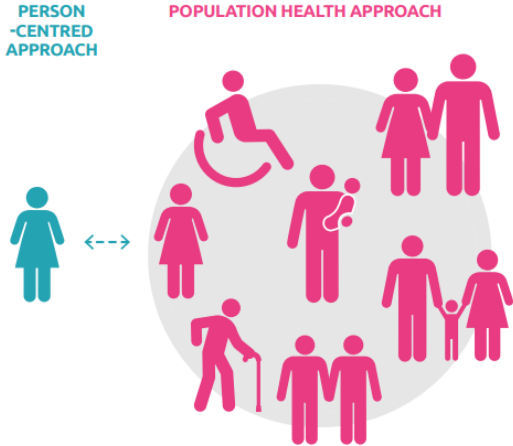 PERSON
-CENTRED
APPROACH
POPULATION HEALTH APPROACH